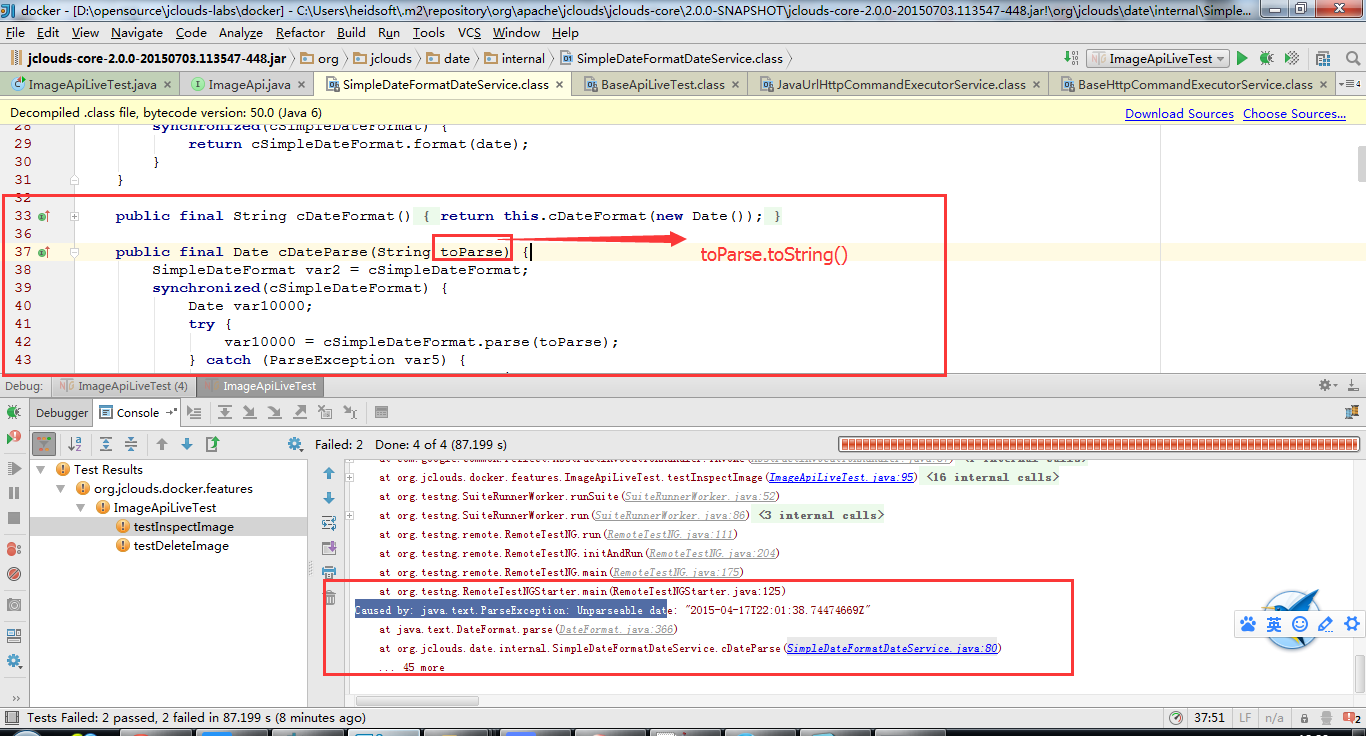 docker - [D:\opensource\jclouds-labs\docker] - C:\Users\heidsoft\.m2\repository\org\apache\jclouds\jclouds-core\2.0.0-SNAPSHOT\jclouds-core-2.0.0-20150703.113547-448.jar!\org\jclouds\date\internal\Simple...
File Edit View Navigate Code Analyze Refactor Build Run Tools VCS Window Help
jclouds-core-2.0.0-20150703.113547-448.jar org jclouds date internal SimpleDateFormatDateService.class ImageApiLiveTest
ImageApiLiveTest.java ImageApi.java SimpleDateFormatDateService.class BaseApiLiveTest.class JavaUrlHttpCommandExecutorService.class BaseHttpCommandExecutorService.class
Decompiled .class file, bytecode version: 50.0 (Java 6) Download Sources Choose Sources...
28 synchronized(cSimpleDateFormat) {
29 return cSimpleDateFormat.format(date);
30 }
31 }
32
33 public final String cDateFormat() { return this.cDateFormat(new Date()); }
36
37 public final Date cDateParse(String toParse) {
toParse.toString()
38 SimpleDateFormat var2 = cSimpleDateFormat;
39 synchronized(cSimpleDateFormat) {
40 Date var10000;
41 try {
42 var10000 = cSimpleDateFormat.parse(toParse);
43 } catch (ParseException var5) {
Debug: ImageApiLiveTest (4) ImageApiLiveTest
Debugger Console
Failed: 2 Done: 4 of 4 (87.199 s)
Test Results
org.jclouds.docker.features
ImageApiLiveTest
testInspectImage
testDeleteImage
at org.jclouds.docker.features.ImageApiLiveTest.testInspectImage(ImageApiLiveTest.java:95) <16 internal calls>
at org.testng.SuiteRunnerWorker.runSuite(SuiteRunnerWorker.java:52)
at org.testng.SuiteRunnerWorker.run(SuiteRunnerWorker.java:86) <3 internal calls>
at org.testng.remote.RemoteTestNG.run(RemoteTestNG.java:111)
at org.testng.remote.RemoteTestNG.initAndRun(RemoteTestNG.java:204)
at org.testng.remote.RemoteTestNG.main(RemoteTestNG.java:175)
at org.testng.RemoteTestNGStarter.main(RemoteTestNGStarter.java:125)
Caused by: java.text.ParseException: Unparseable date: "2015-04-17T22:01:38.74474669Z"
at java.text.DateFormat.parse(DateFormat.java:366)
at org.jclouds.date.internal.SimpleDateFormatDateService.cDateParse(SimpleDateFormatDateService.java:80)
... 45 more
英
Tests Failed: 2 passed, 2 failed in 87.199 s (8 minutes ago) 37:51 LF n/a 2